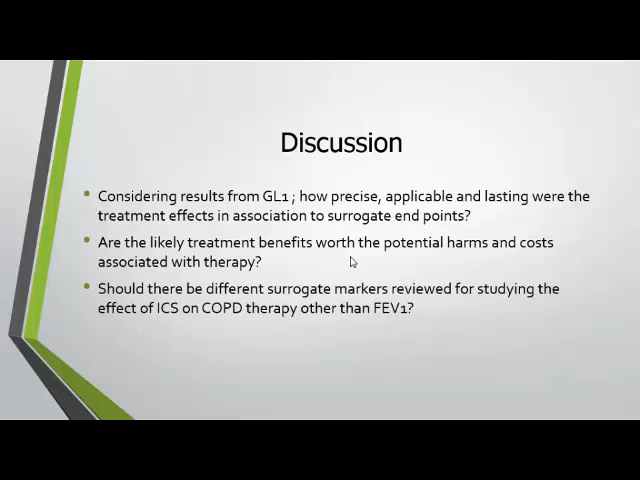 Discussion
• Considering results from GL1 ; how precise, applicable and lasting were the
treatment effects in association to surrogate end points?
• Are the likely treatment benefits worth the potential harms and costs
associated with therapy?
• Should there be different surrogate markers reviewed for studying the
effect of ICS on COPD therapy other than FEV1?